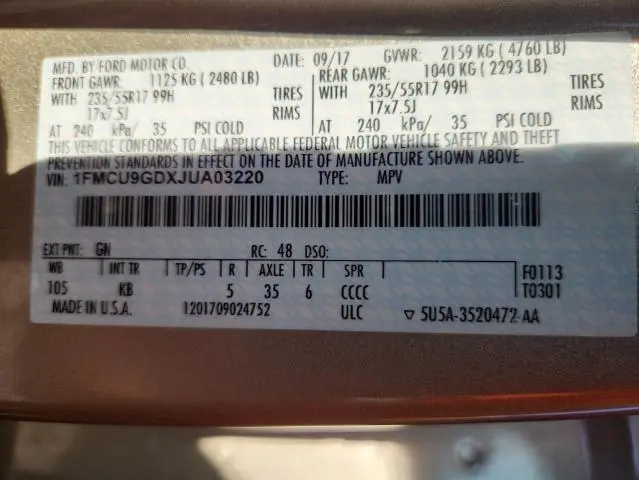 MFD. BY FORD MOTOR CO. DATE: 09/17 GVWR: 2159 KG ( 4760 LB)
FRONT GAWR: 1125 KG ( 2480 LB) REAR GAWR: 1040 KG ( 2293 LB)
WITH 235/55R17 99H TIRES WITH 235/55R17 99H TIRES
17x7.5J RIMS 17x7.5J RIMS
AT 240 kPa/ 35 PSI COLD AT 240 kPa/ 35 PSI COLD
THIS VEHICLE CONFORMS TO ALL APPLICABLE FEDERAL MOTOR VEHICLE SAFETY AND THEFT
PREVENTION STANDARDS IN EFFECT ON THE DATE OF MANUFACTURE SHOWN ABOVE.
VIN: 1FMCU9GDXJUA03220 TYPE: MPV
EXT PNT: GN RC: 48 DSO:
WB INT TR TP/PS R AXLE TR SPR F0113
105 KB 5 35 6 CCCC T0301
MADE IN U.S.A. 1201709024752 ULC ▽ 5U5A-3520472 AA